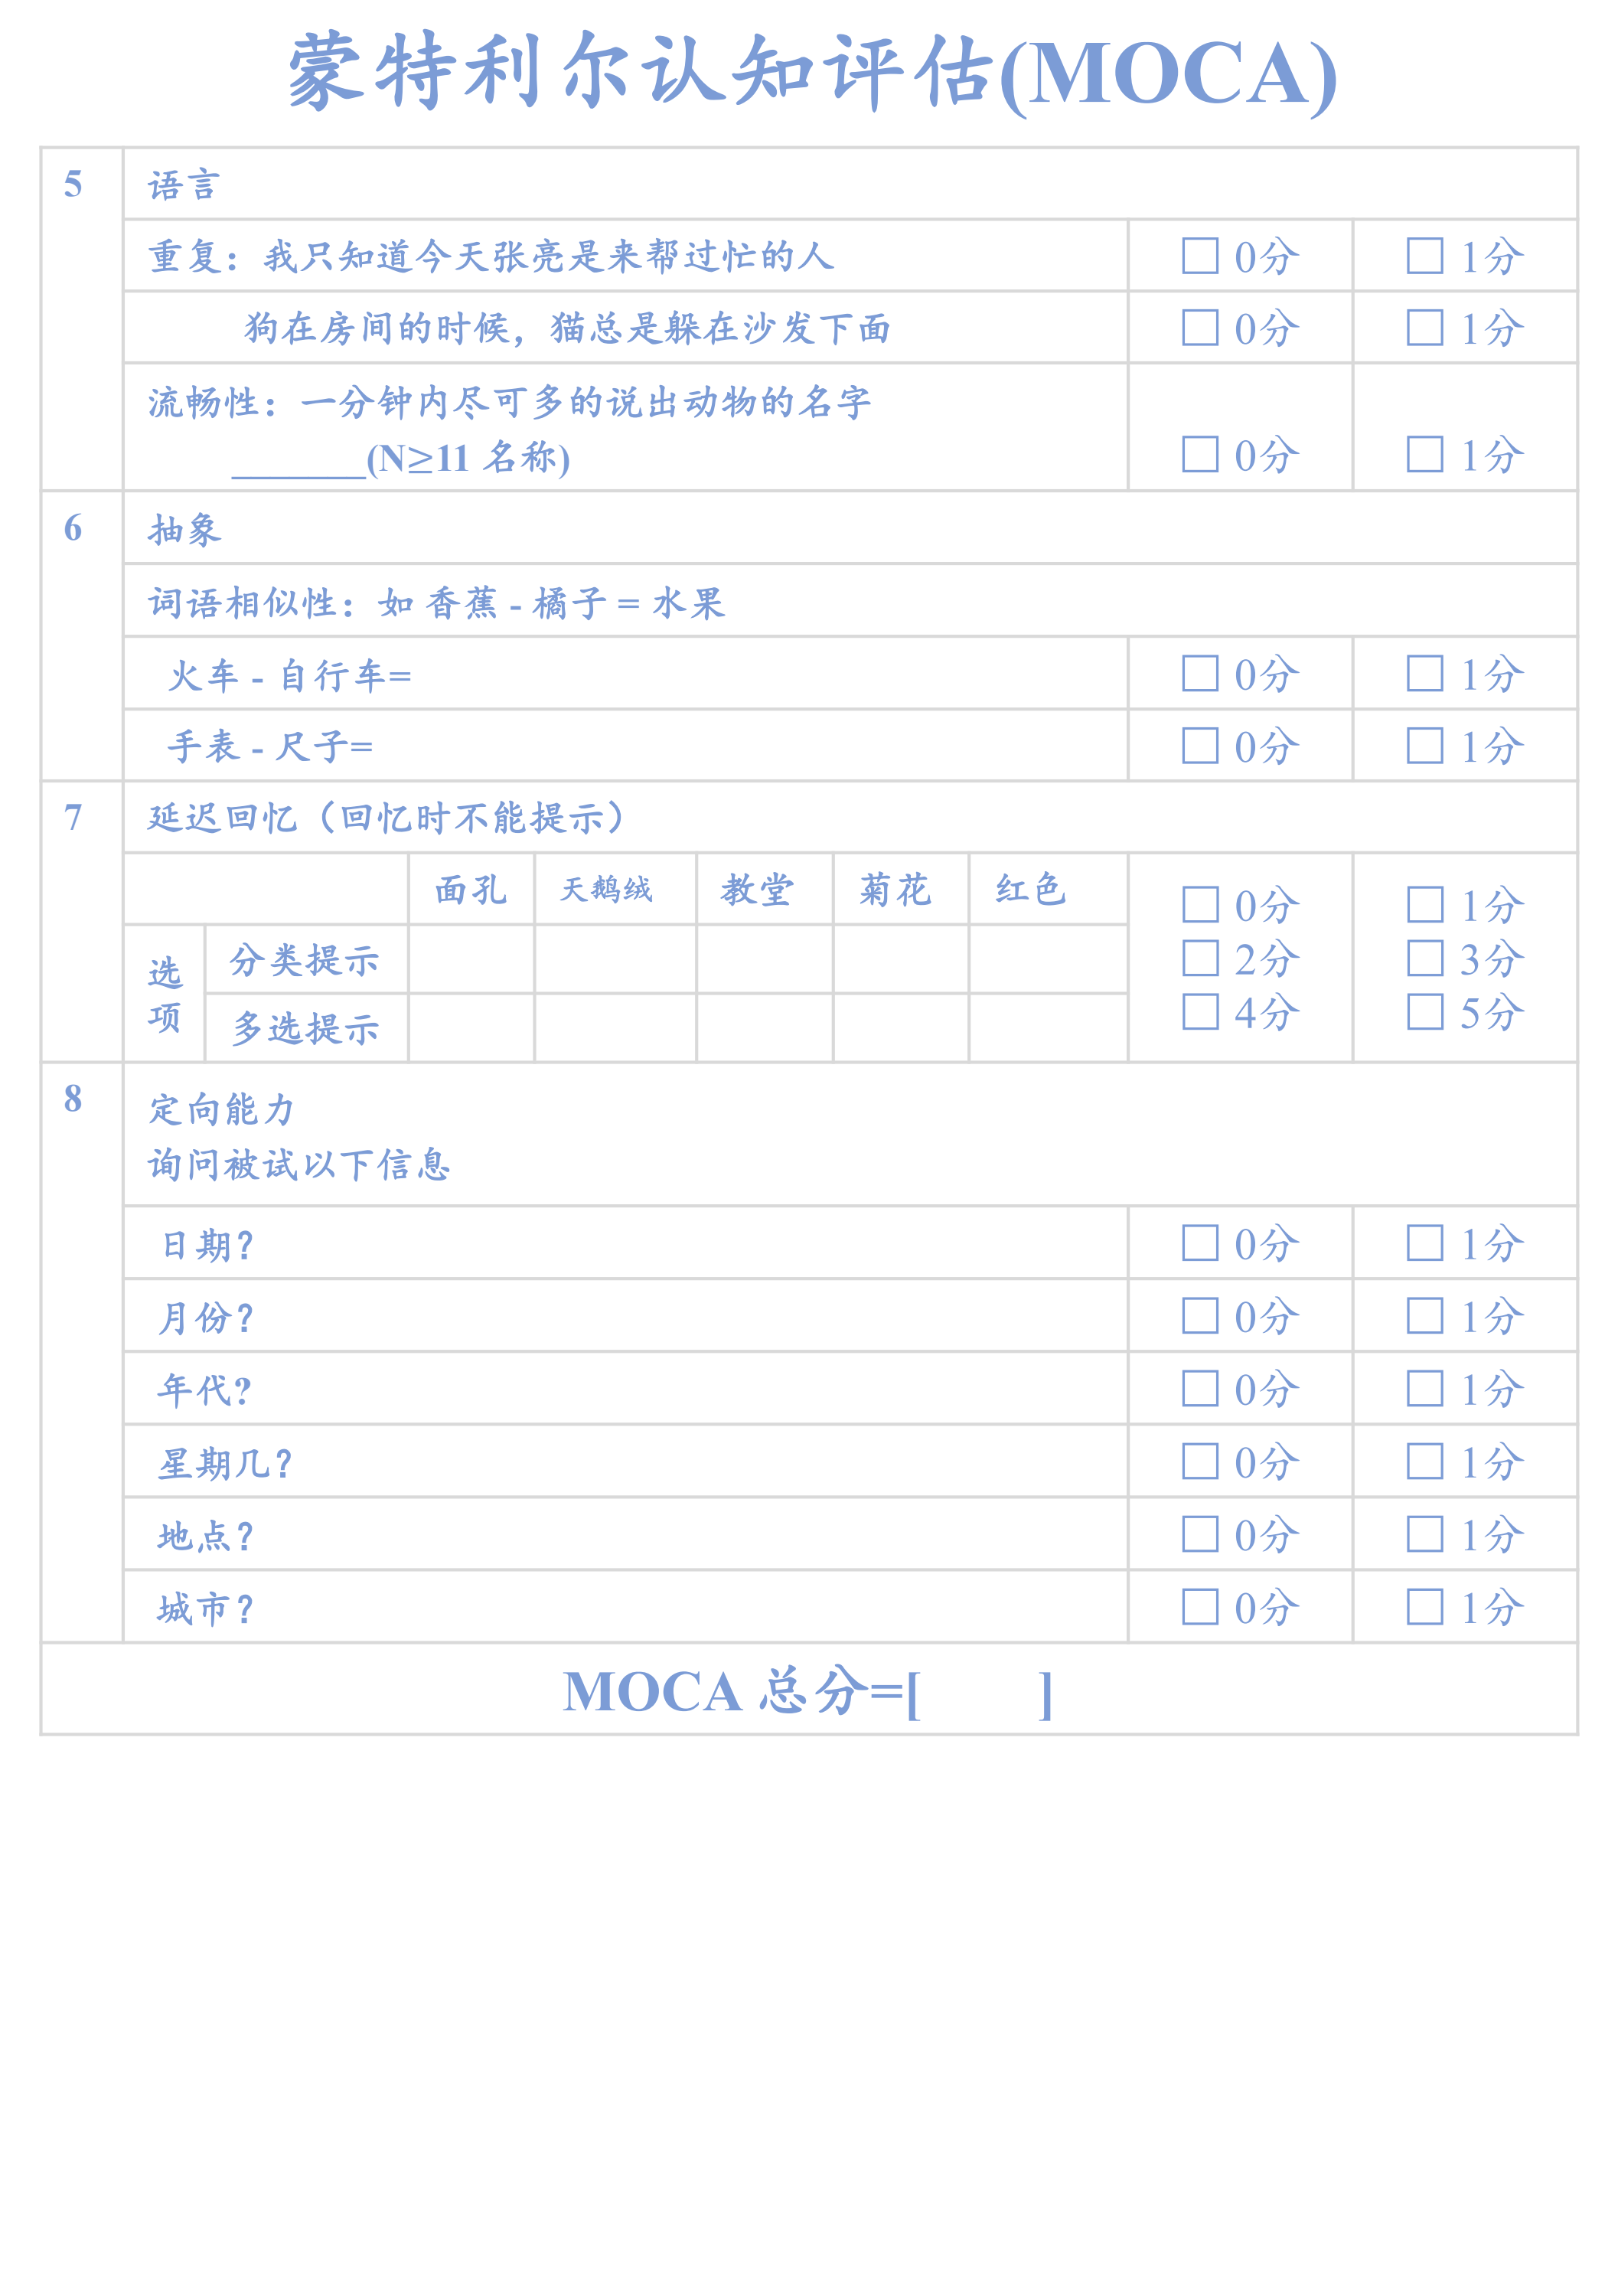 蒙特利尔认知评估(MOCA)
5 语言
重复：我只知道今天张亮是来帮过忙的人 □ 0分 □ 1分
狗在房间的时候，猫总是躲在沙发下面 □ 0分 □ 1分
流畅性：一分钟内尽可多的说出动物的名字
_______(N≥11 名称) □ 0分 □ 1分
6 抽象
词语相似性：如 香蕉 - 橘子 = 水果
火车 - 自行车= □ 0分 □ 1分
手表 - 尺子= □ 0分 □ 1分
7 延迟回忆（回忆时不能提示）
面孔 天鹅绒 教堂 菊花 红色
选项
分类提示
多选提示
□ 0分 □ 1分
□ 2分 □ 3分
□ 4分 □ 5分
8 定向能力
询问被试以下信息
日期？ □ 0分 □ 1分
月份？ □ 0分 □ 1分
年代? □ 0分 □ 1分
星期几？ □ 0分 □ 1分
地点？ □ 0分 □ 1分
城市？ □ 0分 □ 1分
MOCA 总分=[ ]